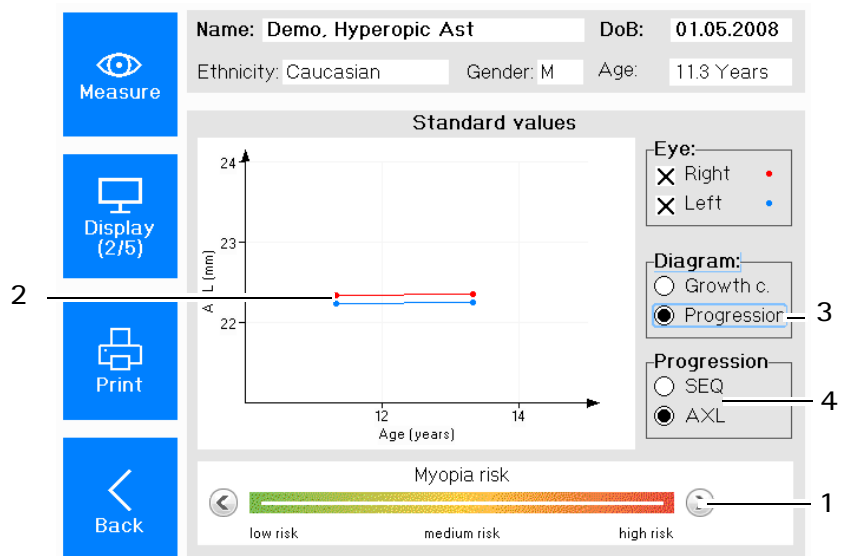 Measure
Display
(2/5)
Print
Back
Name: Demo, Hyperopic Ast DoB: 01.05.2008
Ethnicity: Caucasian Gender: M Age: 11.3 Years
Standard values
24
23
22
A L (mm)
12 14
Age (years)
Eye:
Right
Left
Diagram:
Growth c.
Progression
Progression
SEQ
AXL
Myopia risk
low risk medium risk high risk
2
3
4
1